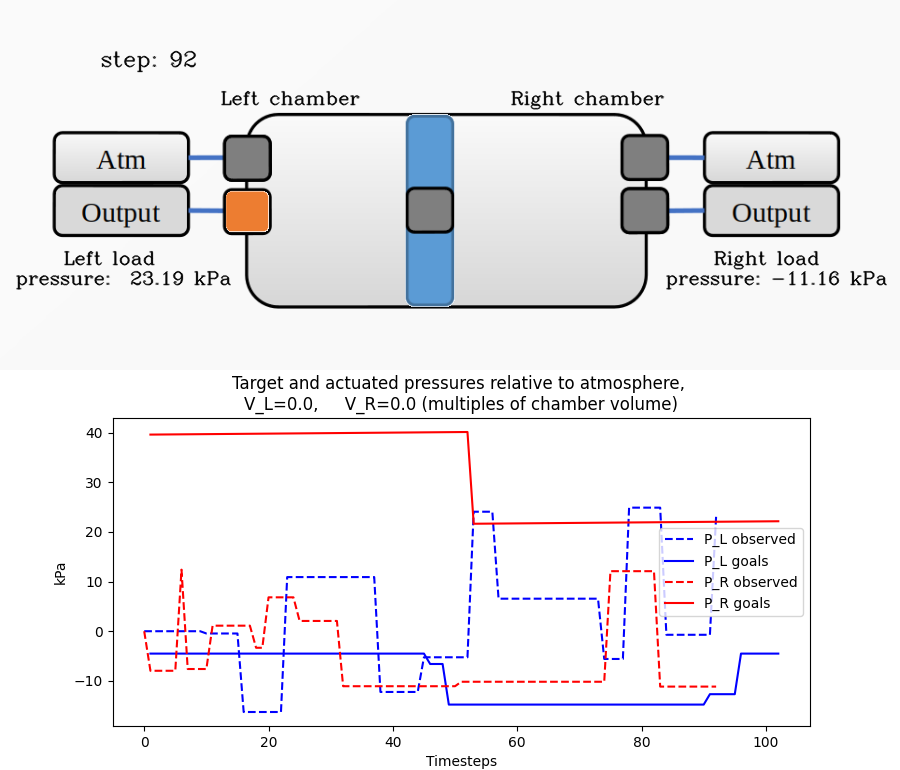 step: 92
Left chamber
Right chamber
Atm
Atm
Output
Output
Left load
pressure:  23.19 kPa
Right load
pressure: −11.16 kPa
Target and actuated pressures relative to atmosphere,
V_L=0.0,     V_R=0.0 (multiples of chamber volume)
kPa
40
30
20
10
0
−10
P_L observed
P_L goals
P_R observed
P_R goals
0
20
40
60
80
100
Timesteps